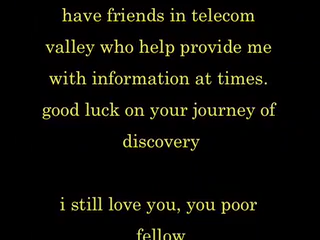 have friends in telecom
valley who help provide me
with information at times.
good luck on your journey of
discovery
i still love you, you poor
fellow